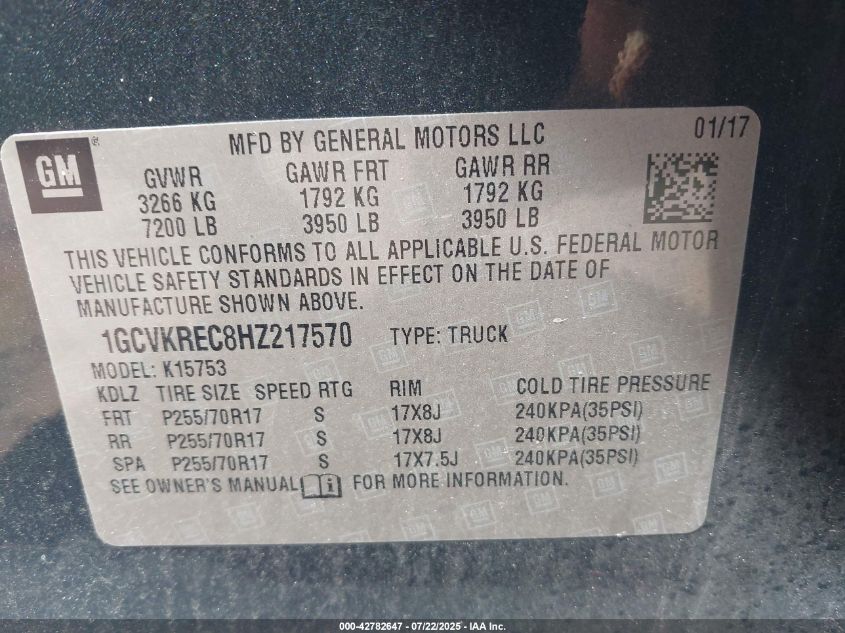 GM
MFD BY GENERAL MOTORS LLC 01/17
GVWR GAWR FRT GAWR RR
3266 KG 1792 KG 1792 KG
7200 LB 3950 LB 3950 LB
THIS VEHICLE CONFORMS TO ALL APPLICABLE U.S. FEDERAL MOTOR
VEHICLE SAFETY STANDARDS IN EFFECT ON THE DATE OF
MANUFACTURE SHOWN ABOVE.
1GCVKREC8HZ217570 TYPE: TRUCK
MODEL: K15753
KDLZ TIRE SIZE SPEED RTG RIM COLD TIRE PRESSURE
FRT P255/70R17 S 17X8J 240KPA(35PSI)
RR P255/70R17 S 17X8J 240KPA(35PSI)
SPA P255/70R17 S 17X7.5J 240KPA(35PSI)
SEE OWNER'S MANUAL i FOR MORE INFORMATION.
000-42782647 - 07/22/2025 - IAA Inc.